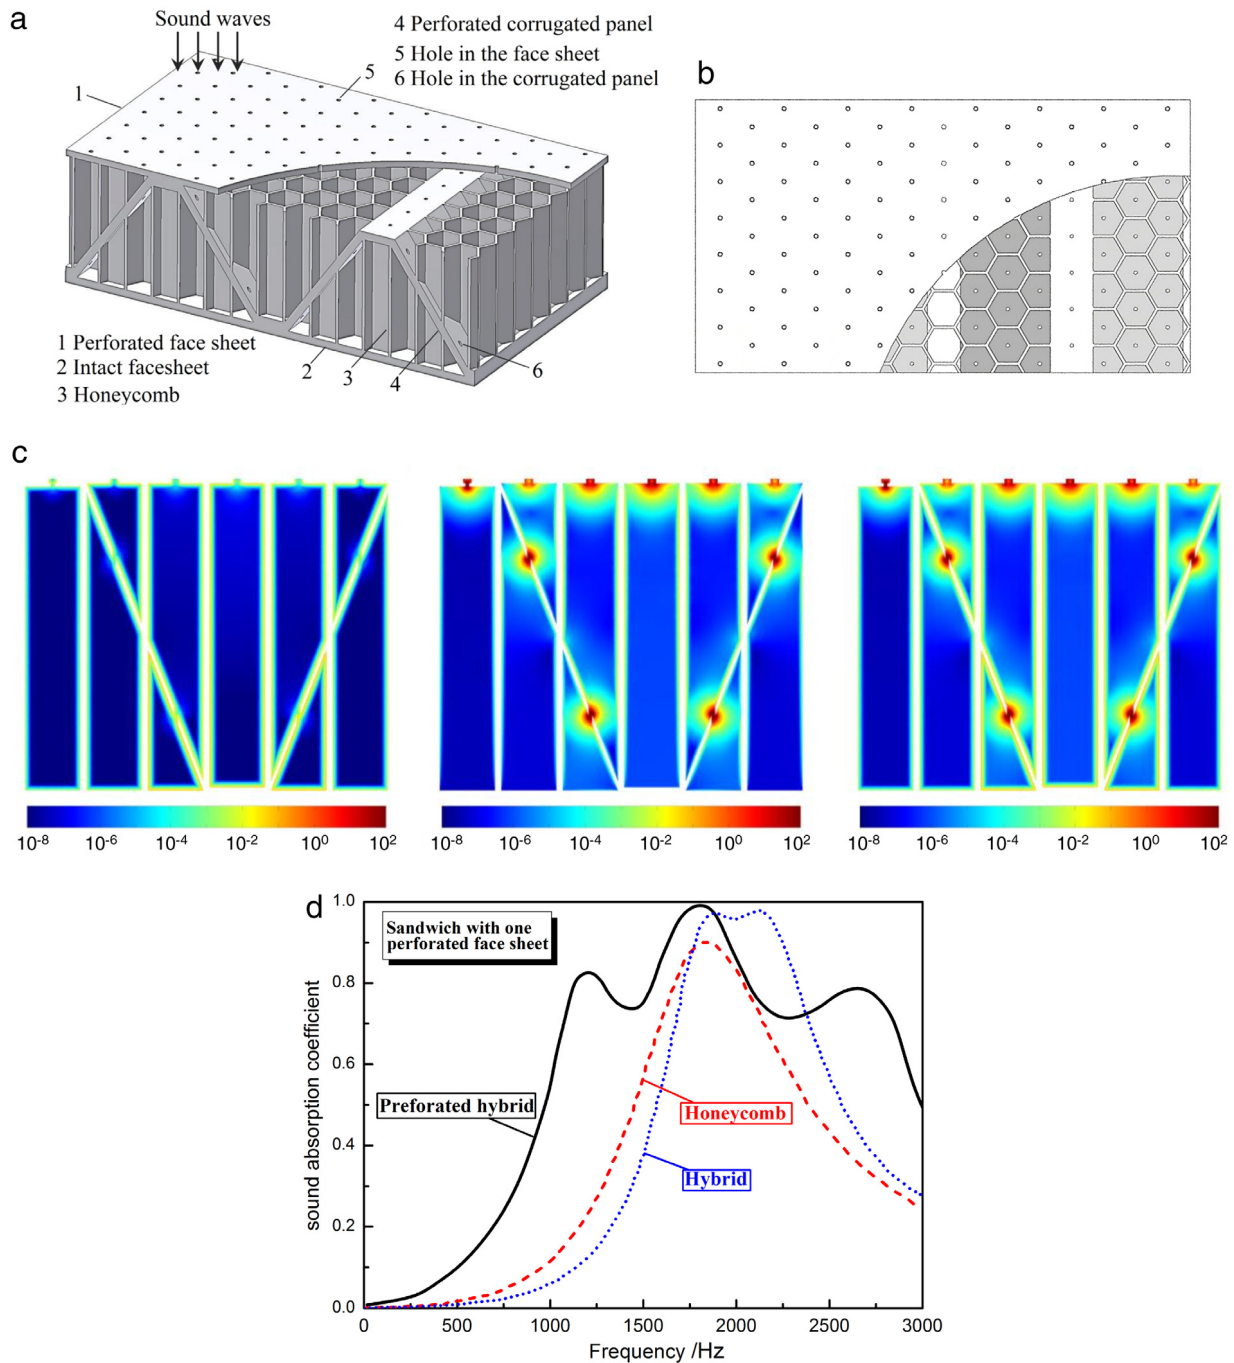 a
Sound waves
4 Perforated corrugated panel
5 Hole in the face sheet
6 Hole in the corrugated panel
1
5
1 Perforated face sheet
2 Intact facesheet
3 Honeycomb
2
3
4
6
b
c
10-8
10-6
10-4
10-2
100
102
10-8
10-6
10-4
10-2
100
102
10-8
10-6
10-4
10-2
100
102
d
Sandwich with one
perforated face sheet
Preforated hybrid
Honeycomb
Hybrid
sound absorption coefficient
1.0
0.8
0.6
0.4
0.2
0.0
0
500
1000
1500
2000
2500
3000
Frequency /Hz